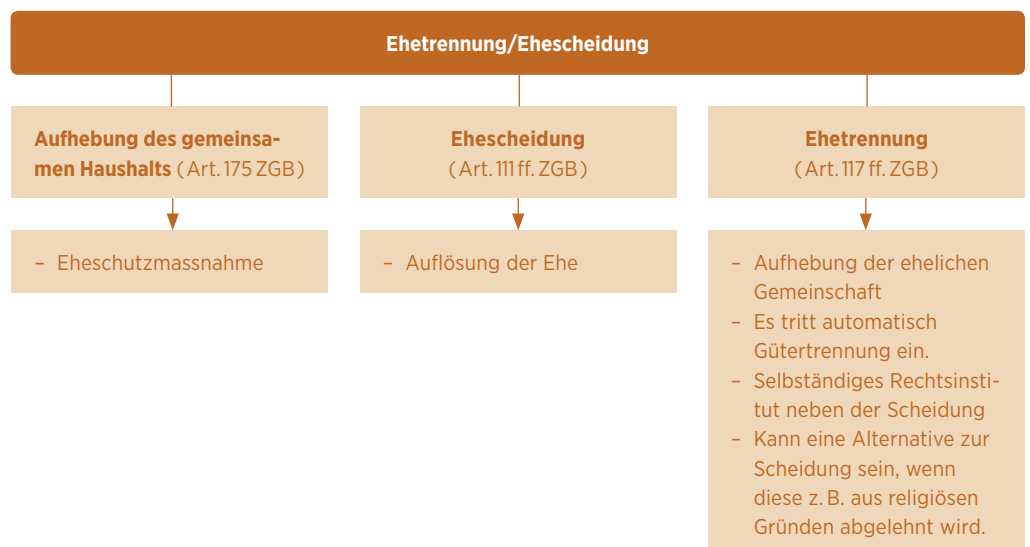 Ehetrennung/Ehescheidung
Aufhebung des gemeinsa-
men Haushalts (Art. 175 ZGB)
– Eheschutzmassnahme
Ehescheidung
(Art. 111 ff. ZGB)
– Auflösung der Ehe
Ehetrennung
(Art. 117 ff. ZGB)
– Aufhebung der ehelichen
Gemeinschaft
– Es tritt automatisch
Gütertrennung ein.
– Selbständiges Rechtsinsti-
tut neben der Scheidung
– Kann eine Alternative zur
Scheidung sein, wenn
diese z. B. aus religiösen
Gründen abgelehnt wird.